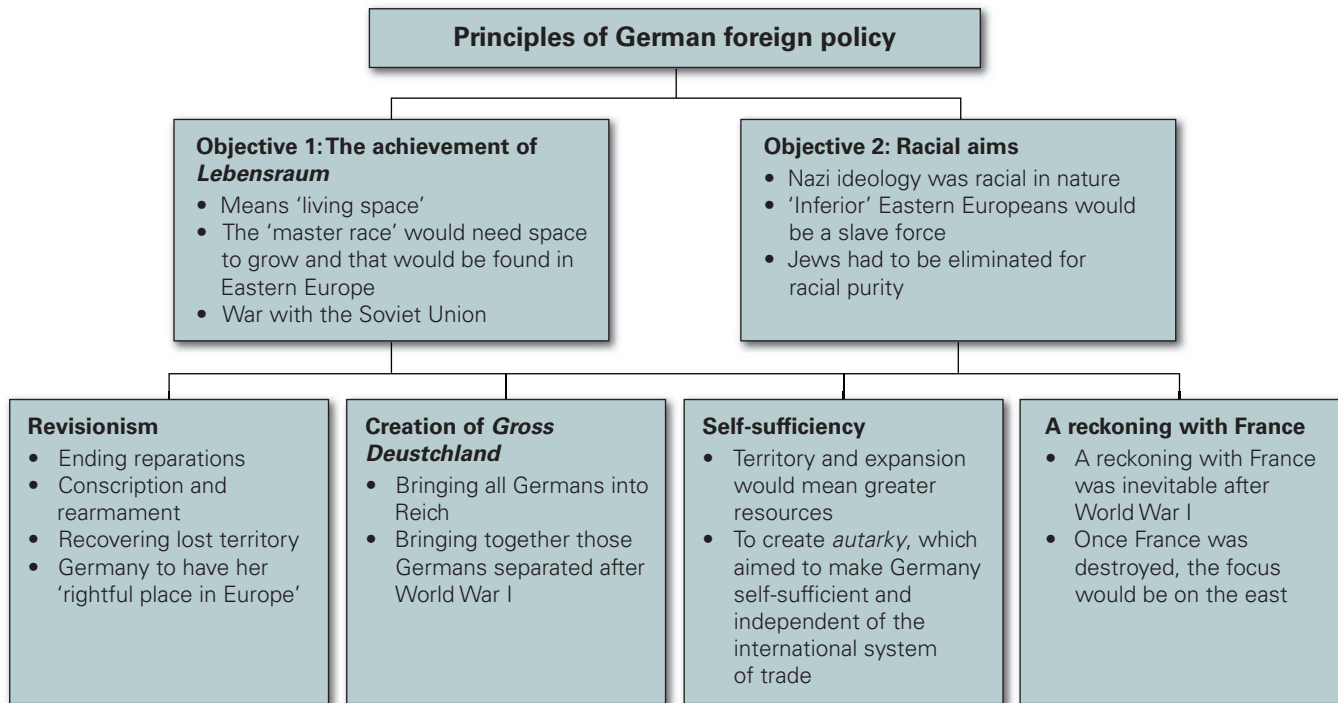 Principles of German foreign policy
Objective 1: The achievement of
Lebensraum
• Means ‘living space’
• The ‘master race’ would need space
to grow and that would be found in
Eastern Europe
• War with the Soviet Union
Objective 2: Racial aims
• Nazi ideology was racial in nature
• ‘Inferior’ Eastern Europeans would
be a slave force
• Jews had to be eliminated for
racial purity
Revisionism
• Ending reparations
• Conscription and
rearmament
• Recovering lost territory
• Germany to have her
‘rightful place in Europe’
Creation of Gross
Deustchland
• Bringing all Germans into
Reich
• Bringing together those
Germans separated after
World War I
Self-sufficiency
• Territory and expansion
would mean greater
resources
• To create autarky, which
aimed to make Germany
self-sufficient and
independent of the
international system
of trade
A reckoning with France
• A reckoning with France
was inevitable after
World War I
• Once France was
destroyed, the focus
would be on the east